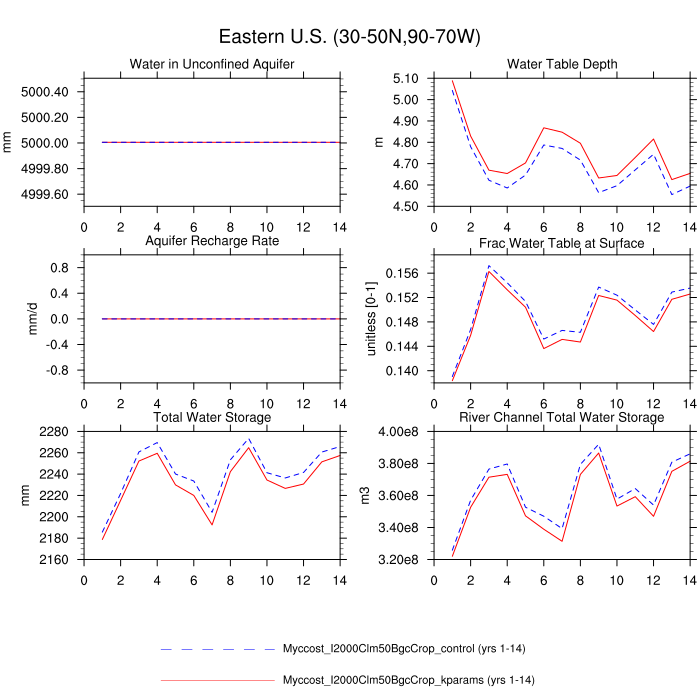 Eastern U.S. (30-50N,90-70W)
Water in Unconfined Aquifer
mm
5000.40
5000.20
5000.00
4999.80
4999.60
0 2 4 6 8 10 12 14
Water Table Depth
m
5.10
5.00
4.90
4.80
4.70
4.60
4.50
0 2 4 6 8 10 12 14
Aquifer Recharge Rate
mm/d
0.8
0.4
0.0
-0.4
-0.8
0 2 4 6 8 10 12 14
Frac Water Table at Surface
unitless [0-1]
0.156
0.152
0.148
0.144
0.140
0 2 4 6 8 10 12 14
Total Water Storage
mm
2280
2260
2240
2220
2200
2180
2160
0 2 4 6 8 10 12 14
River Channel Total Water Storage
m3
4.00e8
3.80e8
3.60e8
3.40e8
3.20e8
0 2 4 6 8 10 12 14
Myccost_I2000Clm50BgcCrop_control (yrs 1-14)
Myccost_I2000Clm50BgcCrop_kparams (yrs 1-14)